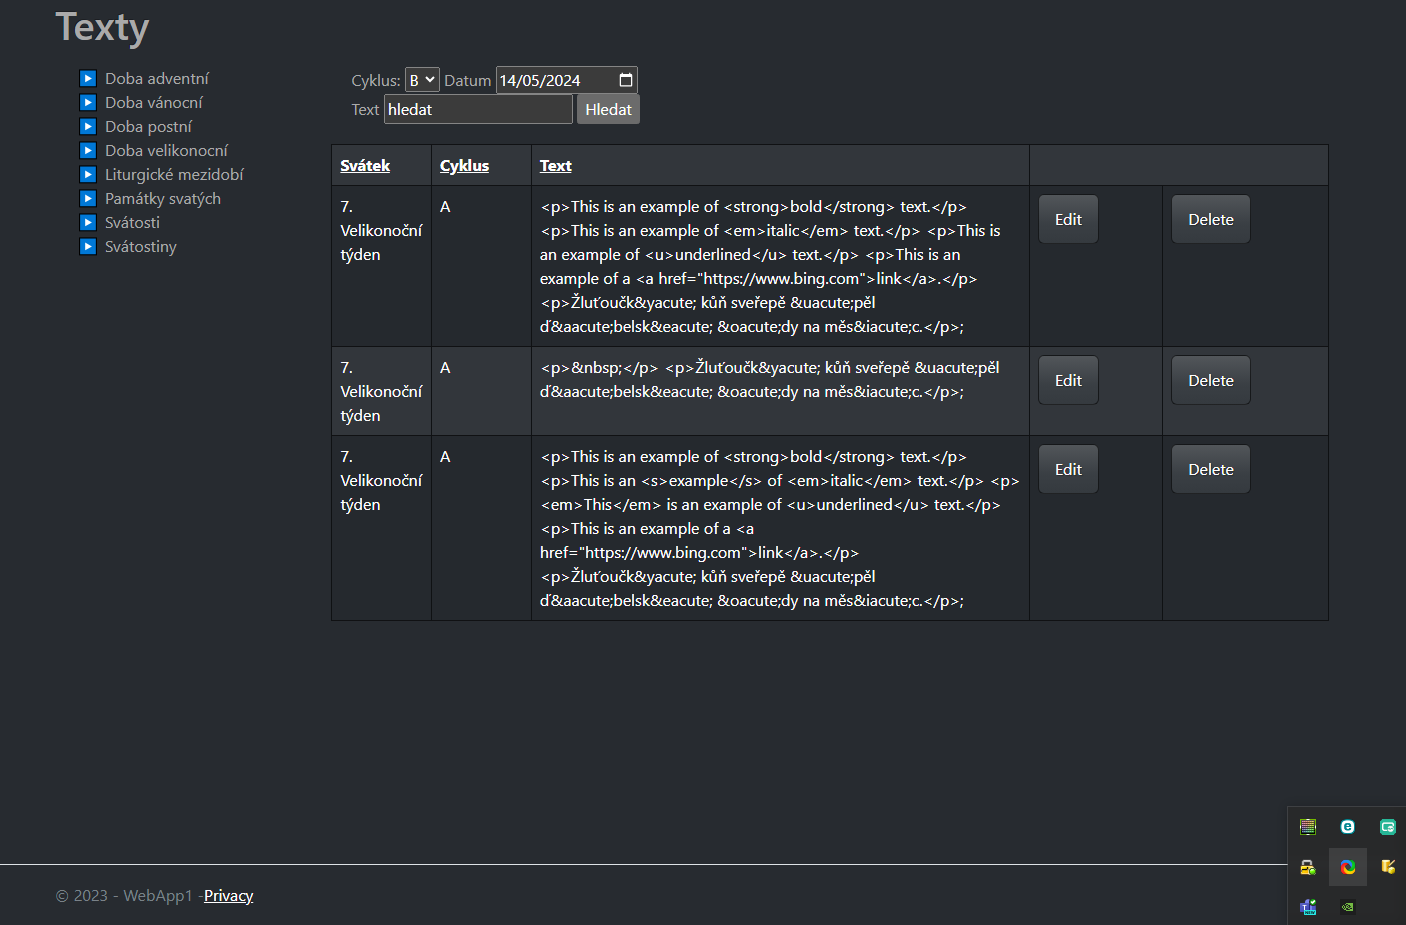 Texty
Doba adventní
Doba vánocní
Doba postní
Doba velikonocní
Liturgické mezidobí
Památky svatých
Svátosti
Svátostiny
Cyklus: B Datum 14/05/2024
Text hledat Hledat
Svátek Cyklus Text
7. Velikonoční týden A
<p>This is an example of <strong>bold</strong> text.</p>
<p>This is an example of <em>italic</em> text.</p> <p>This is
an example of <u>underlined</u> text.</p> <p>This is an
example of a <a href="https://www.bing.com">link</a>.</p>
<p>Žluťoučk&yacute; kůň sveřepě &uacute;pěl
ď&aacute;belsk&eacute; &oacute;dy na měs&iacute;c.</p>;
Edit Delete
7. Velikonoční týden A
<p>&nbsp;</p> <p>Žluťoučk&yacute; kůň sveřepě &uacute;pěl
ď&aacute;belsk&eacute; &oacute;dy na měs&iacute;c.</p>;
Edit Delete
7. Velikonoční týden A
<p>This is an example of <strong>bold</strong> text.</p>
<p>This is an <s>example</s> of <em>italic</em> text.</p> <p>
<em>This</em> is an example of <u>underlined</u> text.</p>
<p>This is an example of a <a
href="https://www.bing.com">link</a>.</p>
<p>Žluťoučk&yacute; kůň sveřepě &uacute;pěl
ď&aacute;belsk&eacute; &oacute;dy na měs&iacute;c.</p>;
Edit Delete
© 2023 - WebApp1 -Privacy